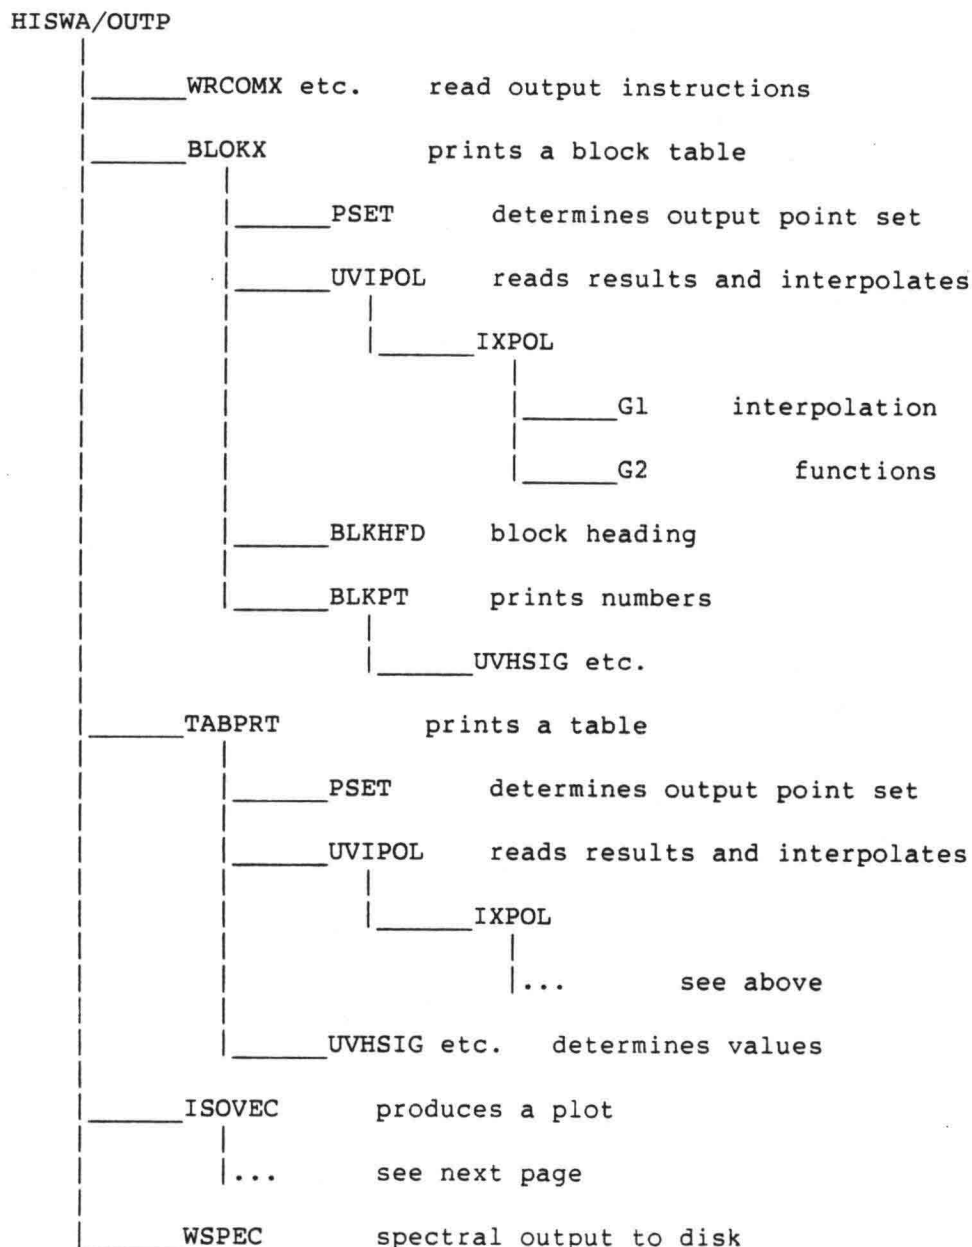 HISWA/OUTP
WRCOMX etc. read output instructions
BLOKX prints a block table
PSET determines output point set
UVIPOL reads results and interpolates
IXPOL
G1 interpolation
G2 functions
BLKHFD block heading
BLKPT prints numbers
UVHSIG etc.
TABPRT prints a table
PSET determines output point set
UVIPOL reads results and interpolates
IXPOL
... see above
UVHSIG etc. determines values
ISOVEC produces a plot
... see next page
WSPEC spectral output to disk